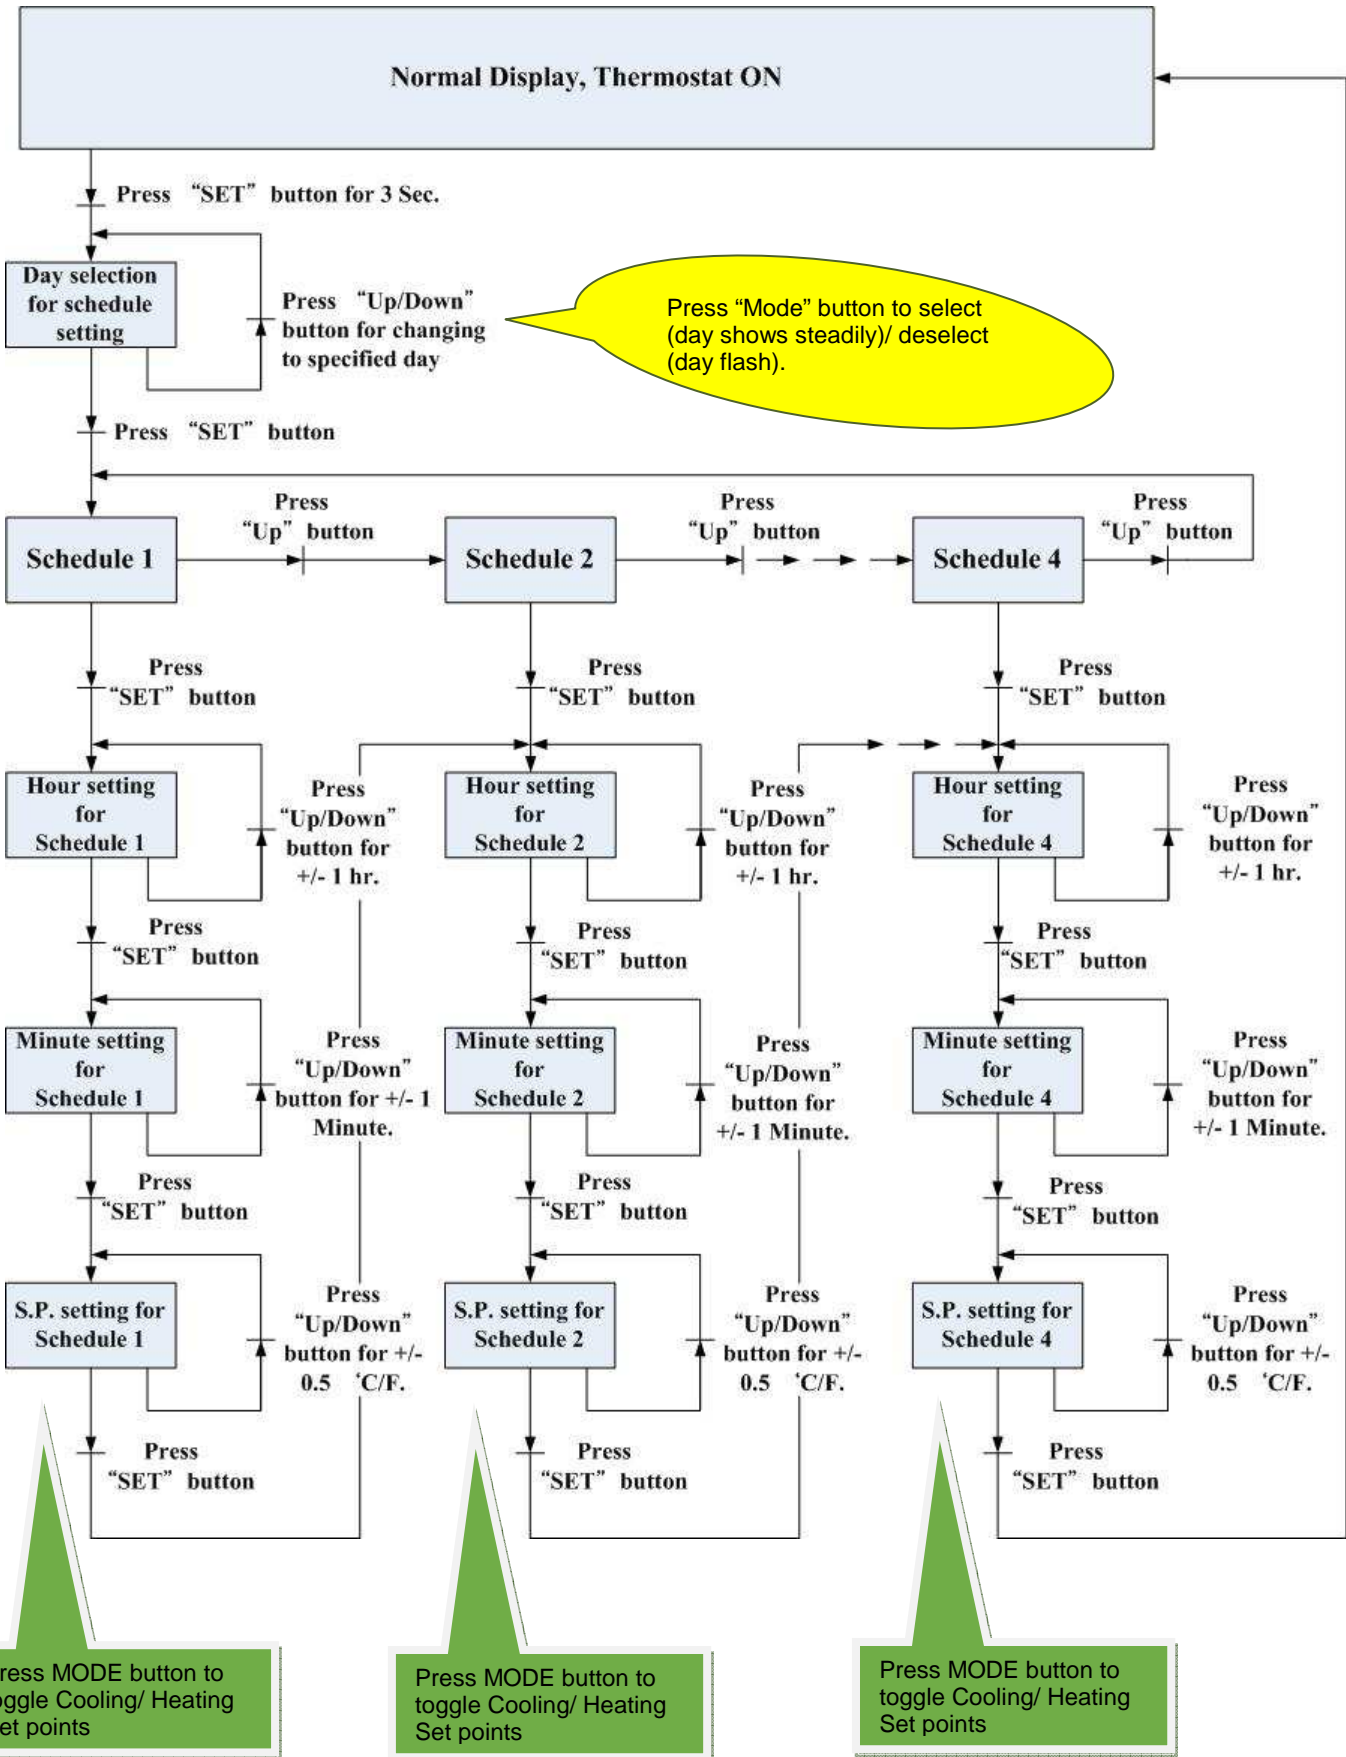 Normal Display, Thermostat ON
Press “SET” button for 3 Sec.
Day selection
for schedule
setting
Press “Up/Down”
button for changing
to specified day
Press “Mode” button to select
(day shows steadily)/ deselect
(day flash).
Press “SET” button
Schedule 1
Press
“Up” button
Schedule 2
Press
“Up” button
Schedule 4
Press
“Up” button
Press
“SET” button
Press
“SET” button
Press
“SET” button
Hour setting
for
Schedule 1
Press
“Up/Down”
button for
+/- 1 hr.
Hour setting
for
Schedule 2
Press
“Up/Down”
button for
+/- 1 hr.
Hour setting
for
Schedule 4
Press
“Up/Down”
button for
+/- 1 hr.
Press
“SET” button
Press
“SET” button
Press
“SET” button
Minute setting
for
Schedule 1
Press
“Up/Down”
button for +/- 1
Minute.
Minute setting
for
Schedule 2
Press
“Up/Down”
button for
+/- 1 Minute.
Minute setting
for
Schedule 4
Press
“Up/Down”
button for
+/- 1 Minute.
Press
“SET” button
Press
“SET” button
Press
“SET” button
S.P. setting for
Schedule 1
Press
“Up/Down”
button for +/-
0.5 ‘C/F.
S.P. setting for
Schedule 2
Press
“Up/Down”
button for +/-
0.5 ‘C/F.
S.P. setting for
Schedule 4
Press
“Up/Down”
button for +/-
0.5 ‘C/F.
Press
“SET” button
Press
“SET” button
Press
“SET” button
ress MODE button to
oggle Cooling/ Heating
et points
Press MODE button to
toggle Cooling/ Heating
Set points
Press MODE button to
toggle Cooling/ Heating
Set points